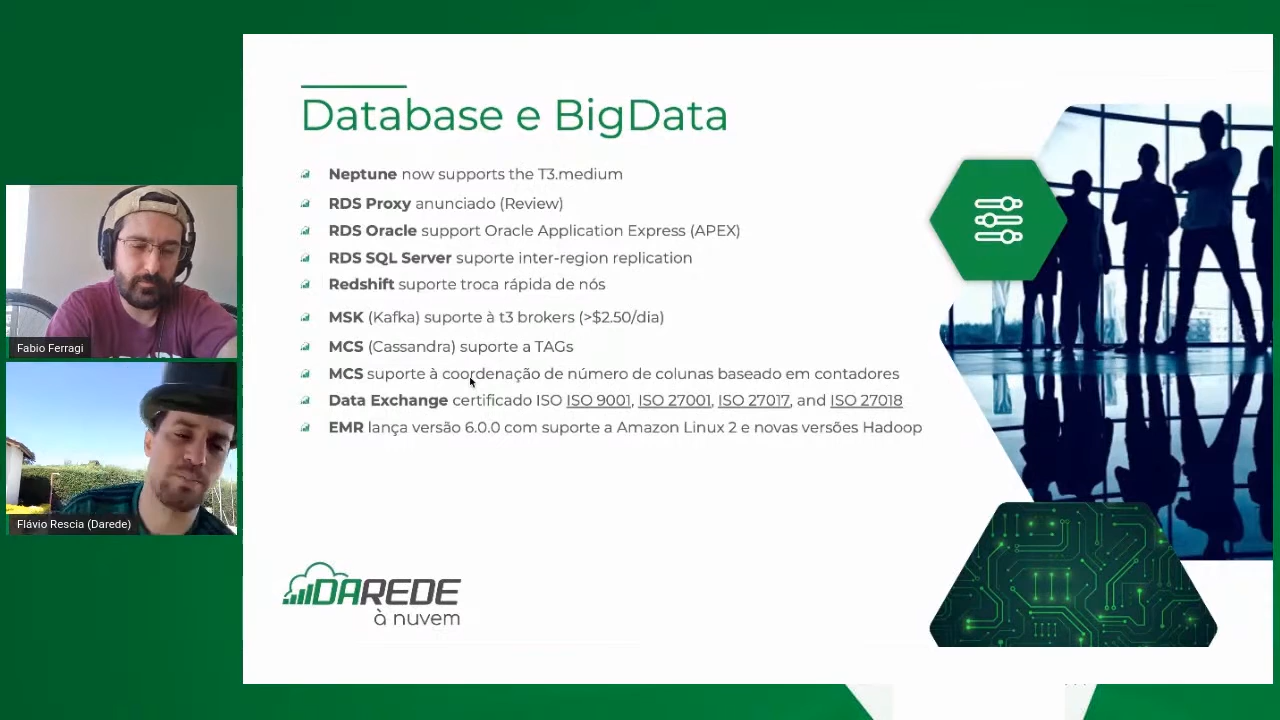 Database e BigData
Neptune now supports the T3.medium
RDS Proxy anunciado (Review)
RDS Oracle support Oracle Application Express (APEX)
RDS SQL Server suporte inter-region replication
Redshift suporte troca rápida de nós
MSK (Kafka) suporte à t3 brokers (>$2.50/dia)
MCS (Cassandra) suporte a TAGs
MCS suporte à coordenação de número de colunas baseado em contadores
Data Exchange certificado ISO ISO 9001, ISO 27001, ISO 27017, and ISO 27018
EMR lança versão 6.0.0 com suporte a Amazon Linux 2 e novas versões Hadoop
Fabio Ferragi
Flávio Rescia (Darede)
DAREDE
à nuvem